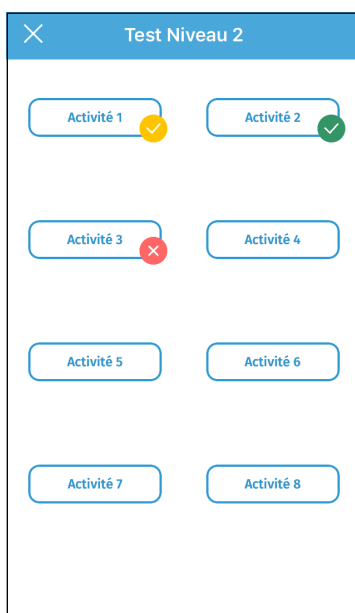 Test Niveau 2
Activité 1
Activité 2
Activité 3
Activité 4
Activité 5
Activité 6
Activité 7
Activité 8